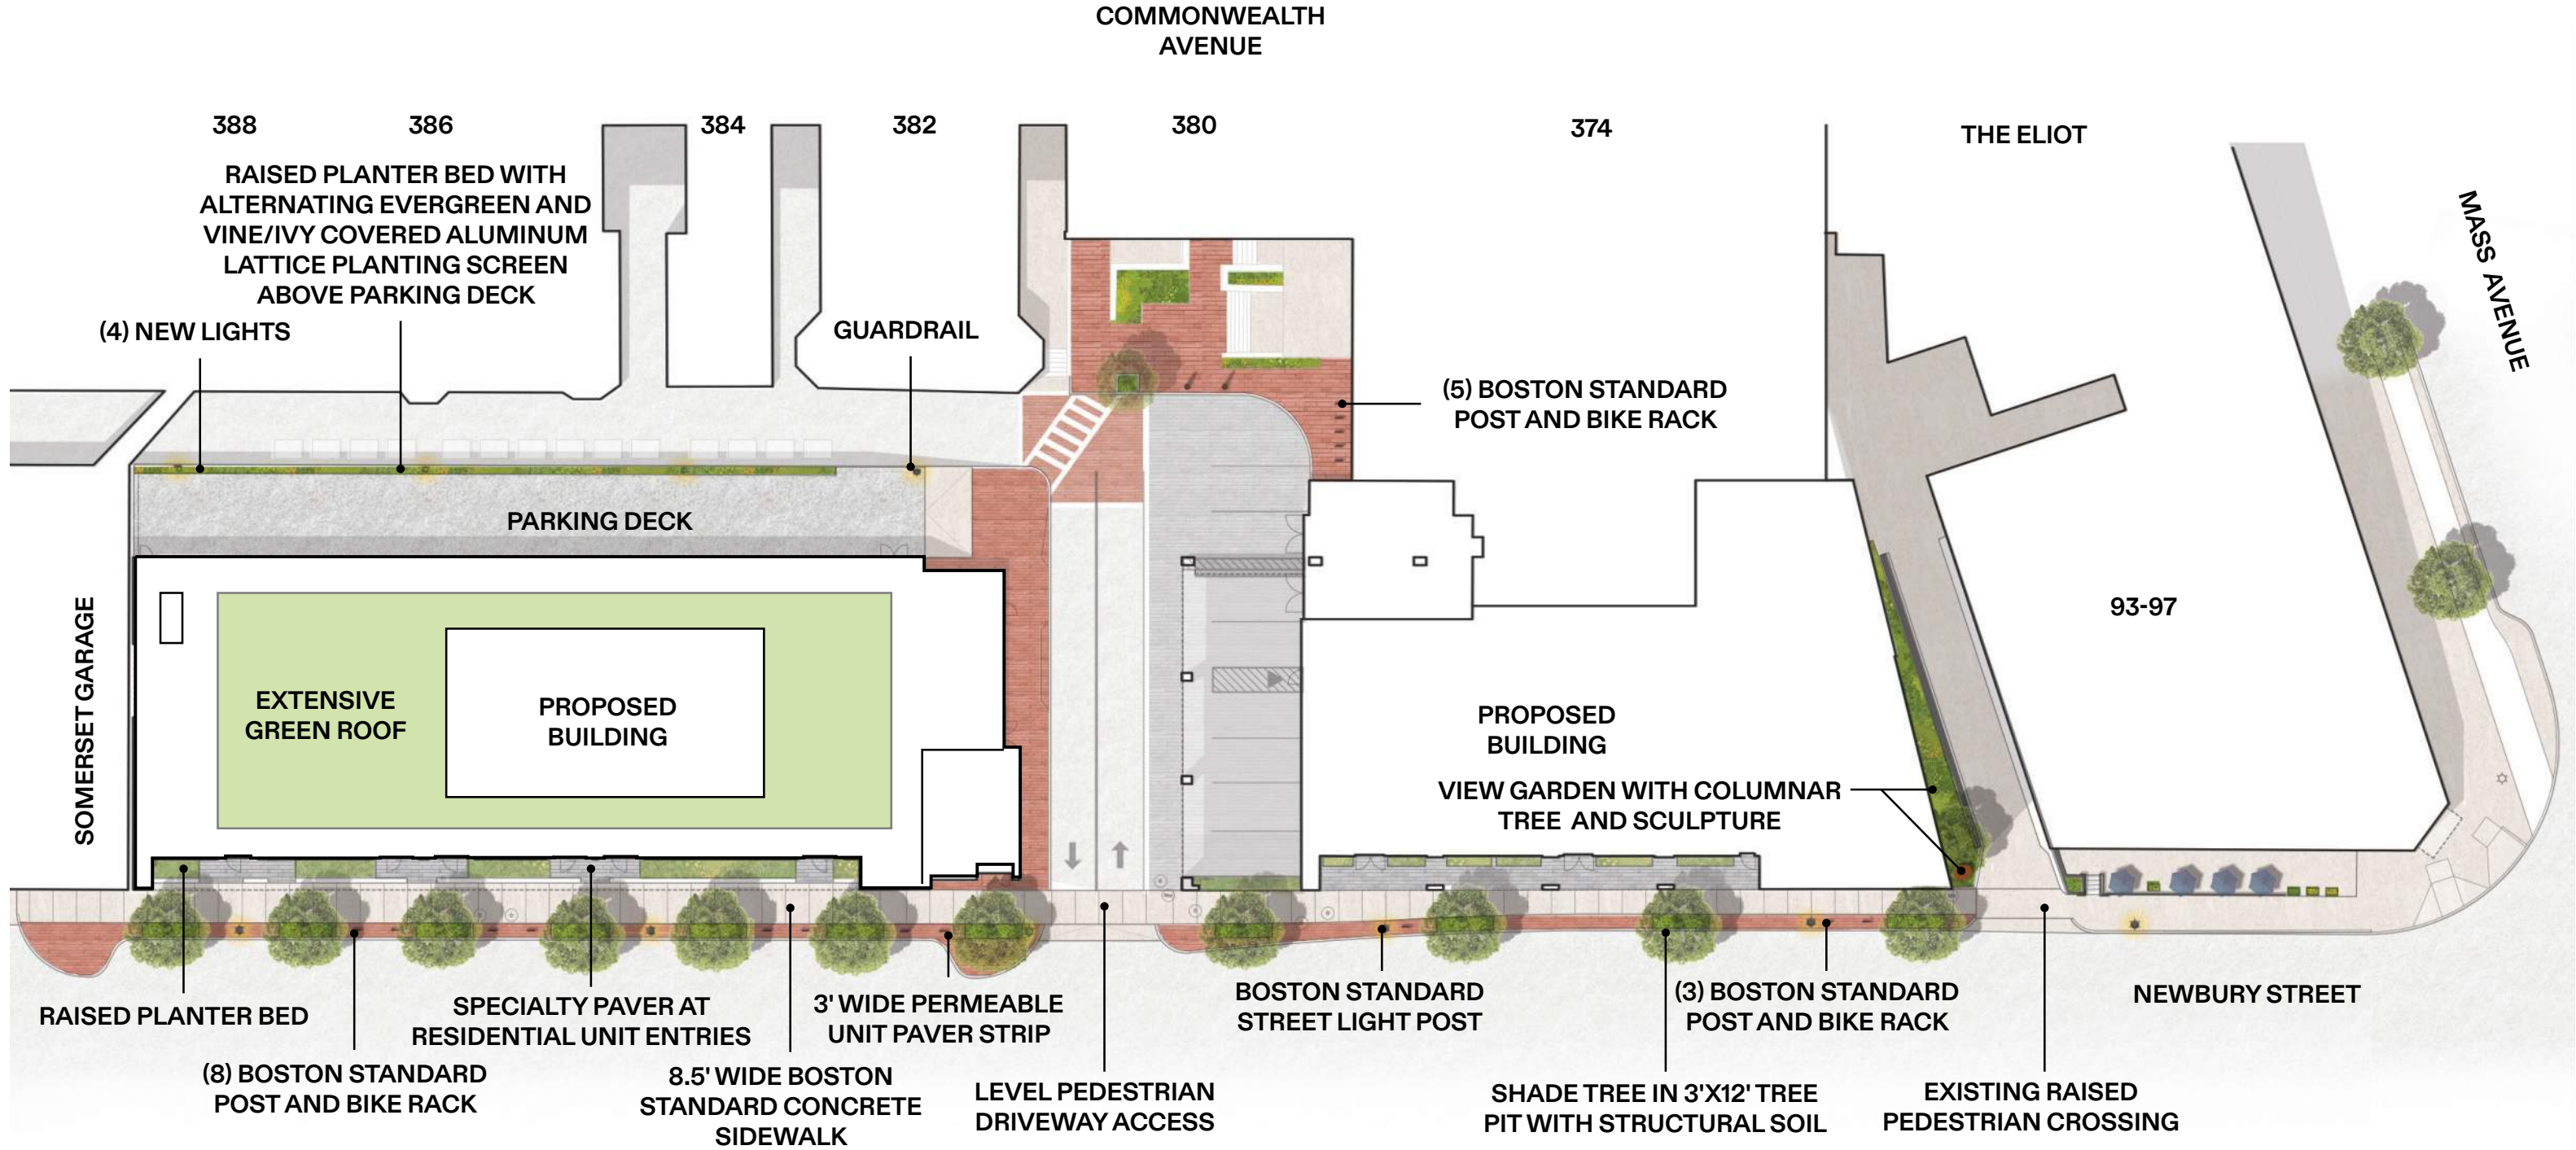 COMMONWEALTH
AVENUE
388
386
384
382
380
374
THE ELIOT
MASS AVENUE
RAISED PLANTER BED WITH
ALTERNATING EVERGREEN AND
VINE/IVY COVERED ALUMINUM
LATTICE PLANTING SCREEN
ABOVE PARKING DECK
(4) NEW LIGHTS
GUARDRAIL
(5) BOSTON STANDARD
POST AND BIKE RACK
PARKING DECK
SOMERSET GARAGE
EXTENSIVE
GREEN ROOF
PROPOSED
BUILDING
PROPOSED
BUILDING
93-97
VIEW GARDEN WITH COLUMNAR
TREE AND SCULPTURE
RAISED PLANTER BED
(8) BOSTON STANDARD
POST AND BIKE RACK
SPECIALTY PAVER AT
RESIDENTIAL UNIT ENTRIES
8.5' WIDE BOSTON
STANDARD CONCRETE
SIDEWALK
3' WIDE PERMEABLE
UNIT PAVER STRIP
LEVEL PEDESTRIAN
DRIVEWAY ACCESS
BOSTON STANDARD
STREET LIGHT POST
SHADE TREE IN 3'X12' TREE
PIT WITH STRUCTURAL SOIL
(3) BOSTON STANDARD
POST AND BIKE RACK
EXISTING RAISED
PEDESTRIAN CROSSING
NEWBURY STREET